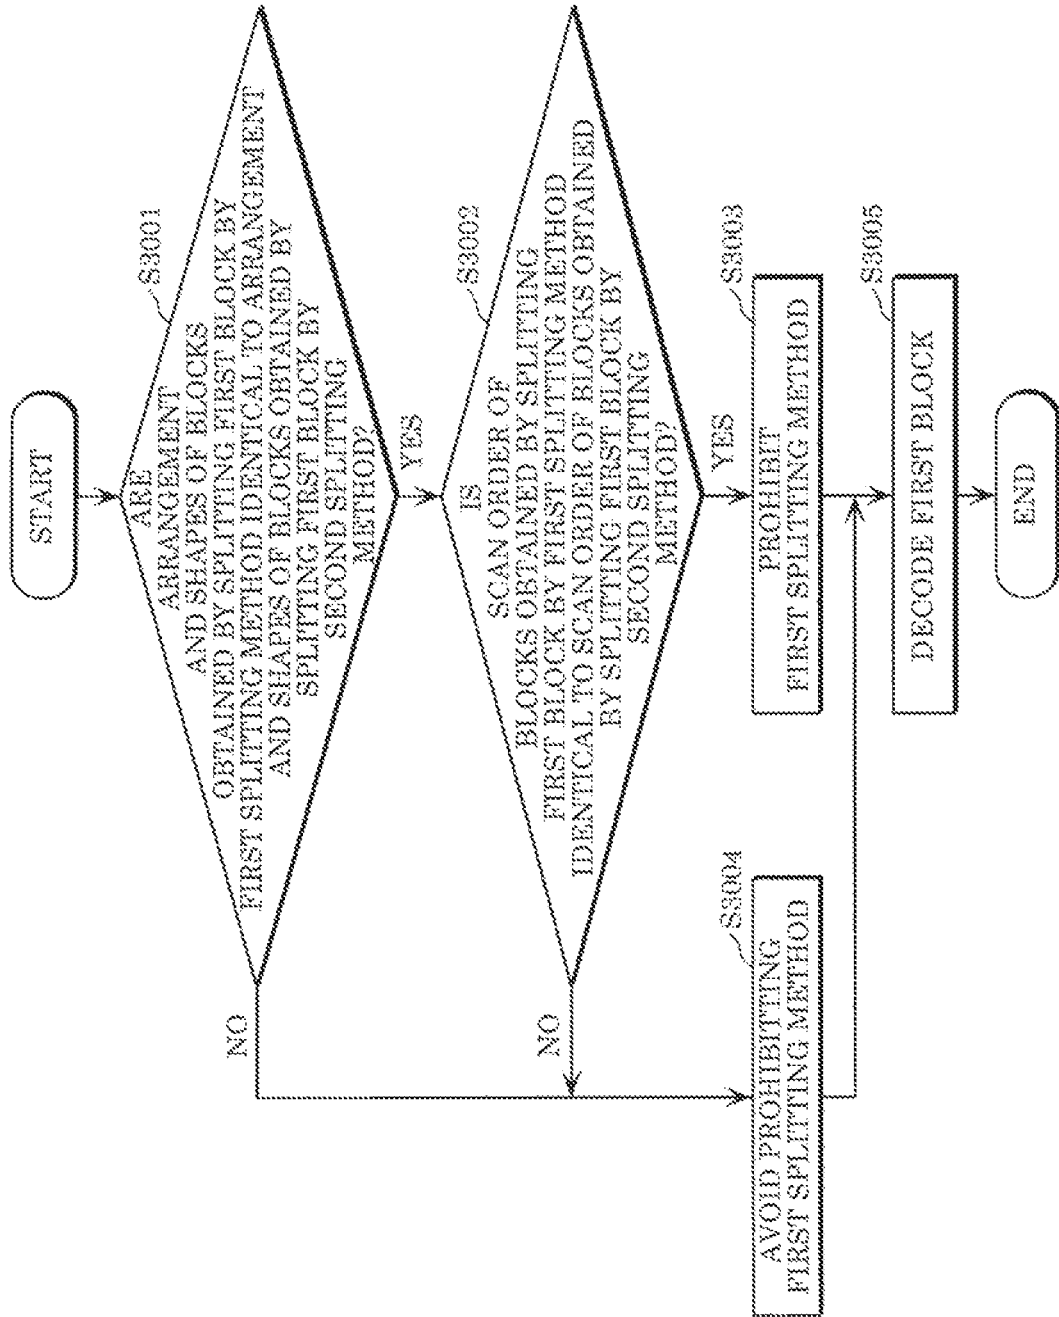 START
S3001
ARE
ARRANGEMENT
AND SHAPES OF BLOCKS
OBTAINED BY SPLITTING FIRST BLOCK BY
FIRST SPLITTING METHOD IDENTICAL TO ARRANGEMENT
AND SHAPES OF BLOCKS OBTAINED BY
SPLITTING FIRST BLOCK BY
SECOND SPLITTING
METHOD?
NO
YES
S3002
IS
SCAN ORDER OF
BLOCKS OBTAINED BY SPLITTING
FIRST BLOCK BY FIRST SPLITTING METHOD
IDENTICAL TO SCAN ORDER OF BLOCKS OBTAINED
BY SPLITTING FIRST BLOCK BY
SECOND SPLITTING
METHOD?
NO
YES
S3004
AVOID PROHIBITTING
FIRST SPLITTING METHOD
S3003
PROHIBIT
FIRST SPLITTING METHOD
S3005
DECODE FIRST BLOCK
END